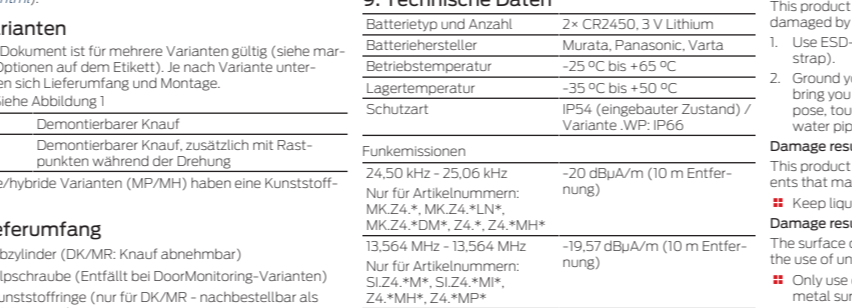 arianten
Dokument ist für mehrere Varianten gültig (siehe mar-
Optionen auf dem Etikett). Je nach Variante unter-
en sich Lieferumfang und Montage.
Siehe Abbildung 1
Demontierbarer Knauf
Demontierbarer Knauf, zusätzlich mit Rast-
punkten während der Drehung
e/hybride Varianten (MP/MH) haben eine Kunststoff-
eferumfang
bzylinder (DK/MR: Knauf abnehmbar)
lpschraube (Entfällt bei DoorMonitoring-Varianten)
unststoffringe (nur für DK/MR - nachbestellbar als
9. Technische Daten
Batterietyp und Anzahl 2× CR2450, 3 V Lithium
Batteriehersteller Murata, Panasonic, Varta
Betriebstemperatur -25 ºC bis +65 ºC
Lagertemperatur -35 ºC bis +50 ºC
Schutzart IP54 (eingebauter Zustand) /
Variante .WP: IP66
Funkemissionen
24,50 kHz - 25,06 kHz -20 dBµA/m (10 m Entfer-
nung)
Nur für Artikelnummern:
MK.Z4.*, MK.Z4.*LN*,
MK.Z4.*DM*, Z4.*, Z4.*MH*
13,564 MHz - 13,564 MHz -19,57 dBµA/m (10 m Entfer-
nung)
Nur für Artikelnummern:
SI.Z4.*M*, SI.Z4.*MI*,
Z4.*MH*, Z4.*MP*
This product
damaged by
1. Use ESD-
strap).
2. Ground yo
bring you
pose, tou
water pip
Damage resu
This product
ents that ma
Keep liqu
Damage resu
The surface o
the use of un
Only use
metal sur